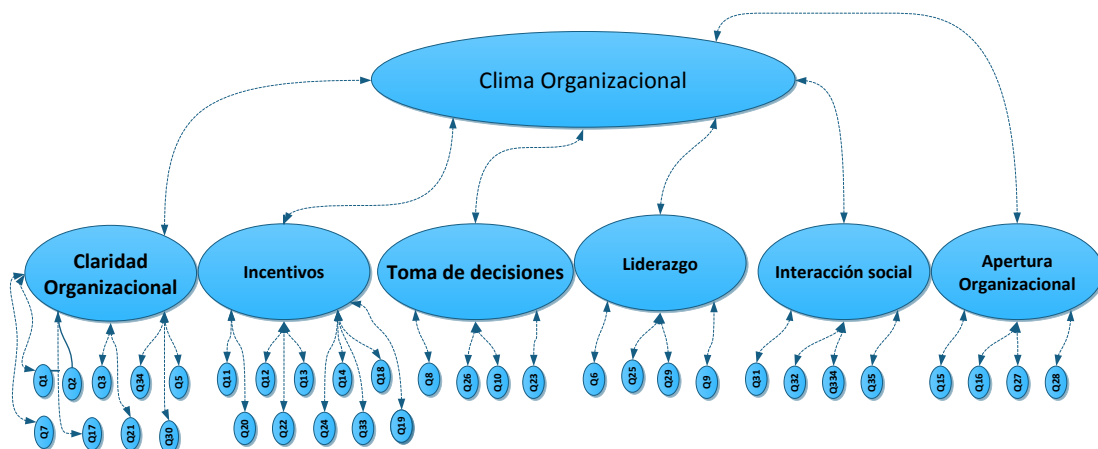 Clima Organizacional
Claridad
Organizacional
Incentivos
Toma de decisiones
Liderazgo
Interacción social
Apertura
Organizacional
Q1
Q2
Q3
Q34
Q5
Q11
Q12
Q13
Q14
Q18
Q8
Q26
Q10
Q23
Q6
Q25
Q29
Q9
Q31
Q32
Q334
Q35
Q15
Q16
Q27
Q28
Q7
Q17
Q21
Q30
Q20
Q22
Q24
Q33
Q19